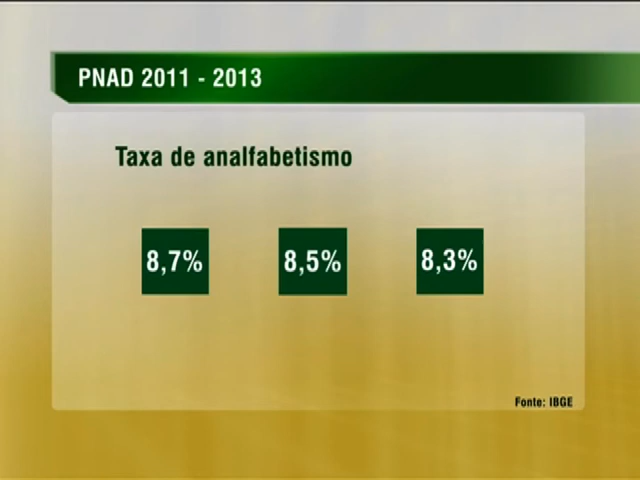 PNAD 2011 - 2013
Taxa de analfabetismo
8,7% 8,5% 8,3%
Fonte: IBGE